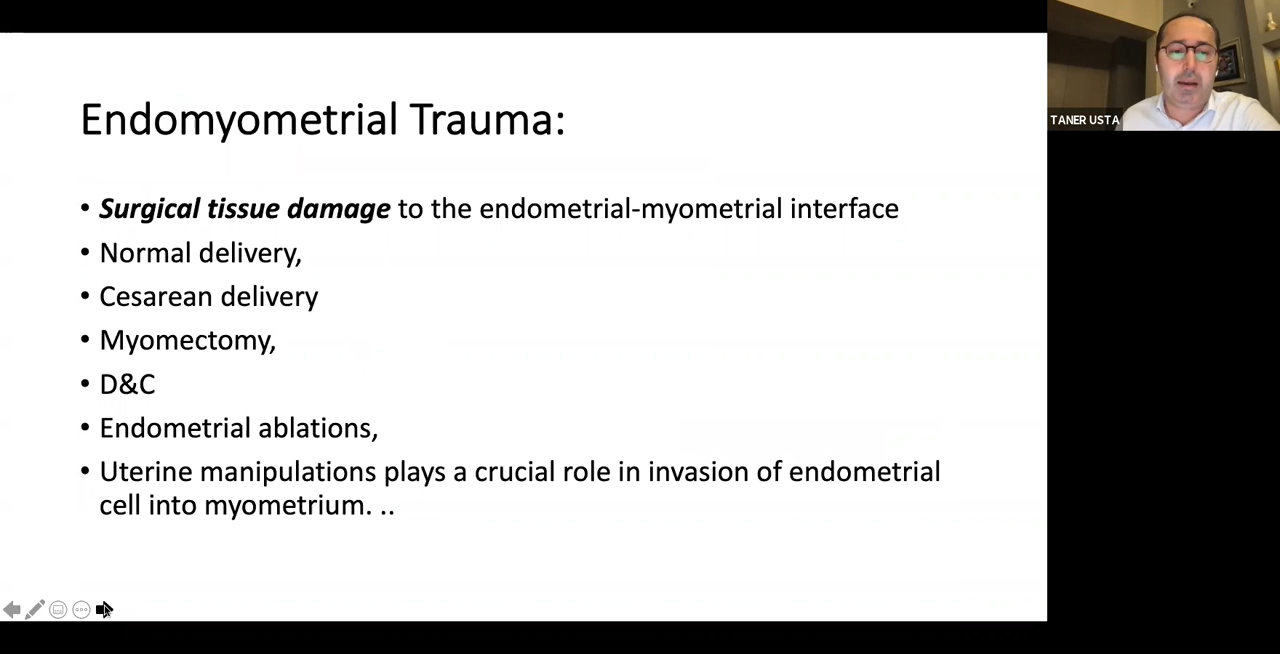 Endomyometrial Trauma:
• Surgical tissue damage to the endometrial-myometrial interface
• Normal delivery,
• Cesarean delivery
• Myomectomy,
• D&C
• Endometrial ablations,
• Uterine manipulations plays a crucial role in invasion of endometrial
cell into myometrium. ..
TANER USTA